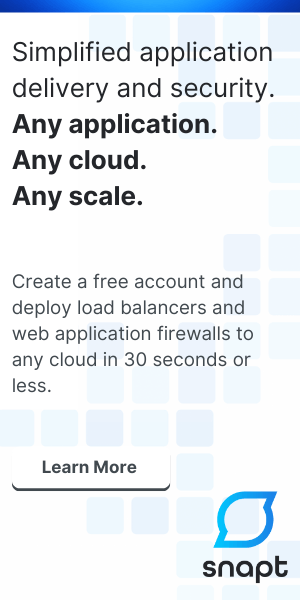 Simplified application
delivery and security.
Any application.
Any cloud.
Any scale.
Create a free account and
deploy load balancers and
web application firewalls to
any cloud in 30 seconds or
less.
Learn More
snapt